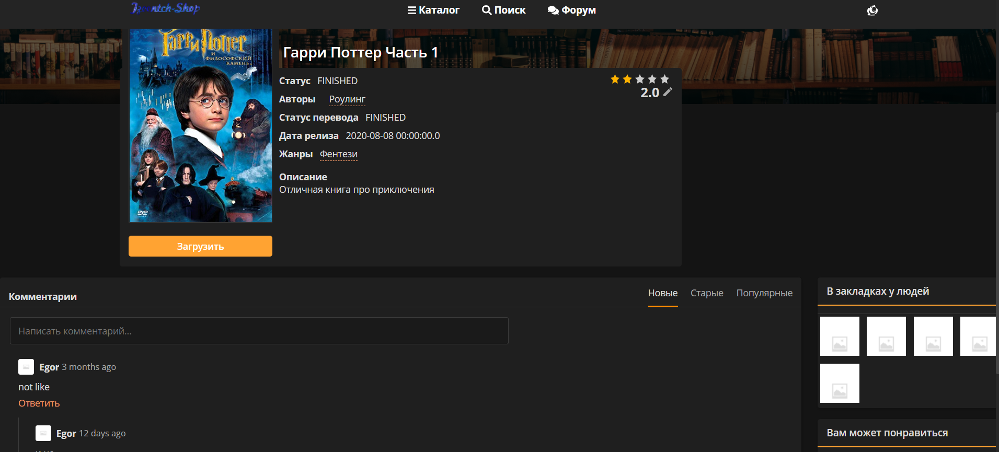 Каталог Поиск Форум
Гарри Поттер
и
философский
камень
DVD
VIDEO
Гарри Поттер Часть 1
Статус FINISHED
2.0
Авторы Роулинг
Статус перевода FINISHED
Дата релиза 2020-08-08 00:00:00.0
Жанры Фентези
Описание
Отличная книга про приключения
Загрузить
Комментарии
Новые Старые Популярные
Написать комментарий...
Egor 3 months ago
not like
Ответить
Egor 12 days ago
В закладках у людей
Вам может понравиться